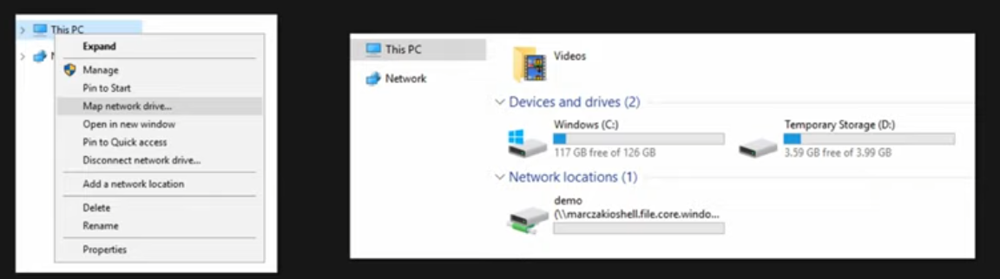 This PC
Expand
N
Manage
Pin to Start
Map network drive...
Open in new window
Pin to Quick access
Disconnect network drive...
Add a network location
Delete
Rename
Properties
This PC
Network
Videos
Devices and drives (2)
Windows (C:)
117 GB free of 126 GB
Temporary Storage (D:)
3.59 GB free of 3.99 GB
Network locations (1)
demo
(\\marczakioshell.file.core.windo...